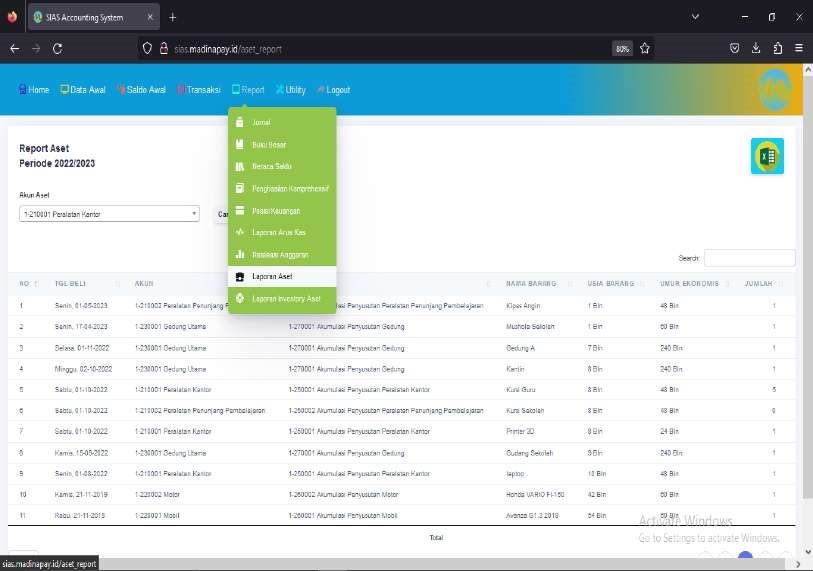 SIAS Accounting System
sias.madinapay.id/aset_report
80%
Home Data Awal Saldo Awal Transaksi Report Utility Logout
Jurnal
Buku Besar
Neraca Saldo
Penghasilan Komprehensif
Posisi Keuangan
Laporan Arus Kas
Realisasi Anggaran
Laporan Aset
Laporan Inventory Aset
Report Aset
Periode 2022/2023
Akun Aset
1-210001 Peralatan Kantor
Search:
NO TGL BELI AKUN NAMA BARANG USIA BARANG UMUR EKONOMIS JUMLAH
1 Senin, 01-05-2023 1-210002 Peralatan Penunjang Penyusutan Peralatan Penunjang Pembelajaran Kipas Angin 1 Bln 48 Bln 1
2 Senin, 17-04-2023 1-230001 Gedung Utama 1-270001 Akumulasi Penyusutan Gedung Mushola Sekolah 1 Bln 60 Bln 1
3 Selasa, 01-11-2022 1-230001 Gedung Utama 1-270001 Akumulasi Penyusutan Gedung Gedung A 7 Bln 240 Bln 1
4 Minggu, 02-10-2022 1-230001 Gedung Utama 1-270001 Akumulasi Penyusutan Gedung Kantin 8 Bln 240 Bln 1
5 Sabtu, 01-10-2022 1-210001 Peralatan Kantor 1-250001 Akumulasi Penyusutan Peralatan Kantor Kursi Guru 8 Bln 48 Bln 5
6 Sabtu, 01-10-2022 1-210002 Peralatan Penunjang Pembelajaran 1-250002 Akumulasi Penyusutan Peralatan Penunjang Pembelajaran Kursi Sekolah 8 Bln 48 Bln
7 Sabtu, 01-10-2022 1-210001 Peralatan Kantor 1-250001 Akumulasi Penyusutan Peralatan Kantor Printer 3D 8 Bln 24 Bln 1
8 Kamis, 15-09-2022 1-230001 Gedung Utama 1-270001 Akumulasi Penyusutan Gedung Gudang Sekolah 9 Bln 240 Bln 1
9 Senin, 01-08-2022 1-210001 Peralatan Kantor 1-250001 Akumulasi Penyusutan Peralatan Kantor laptop 10 Bln 48 Bln 1
10 Kamis, 21-11-2019 1-220002 Motor 1-260002 Akumulasi Penyusutan Motor Honda VARIO FI-150 42 Bln 60 Bln 1
11 Rabu, 21-11-2018 1-220001 Mobil 1-260001 Akumulasi Penyusutan Mobil Avanza G1.3 2018 54 Bln 60 Bln 1
Total
Activate Windows
Go to Settings to activate Windows.
sias.madinapay.id/aset_report